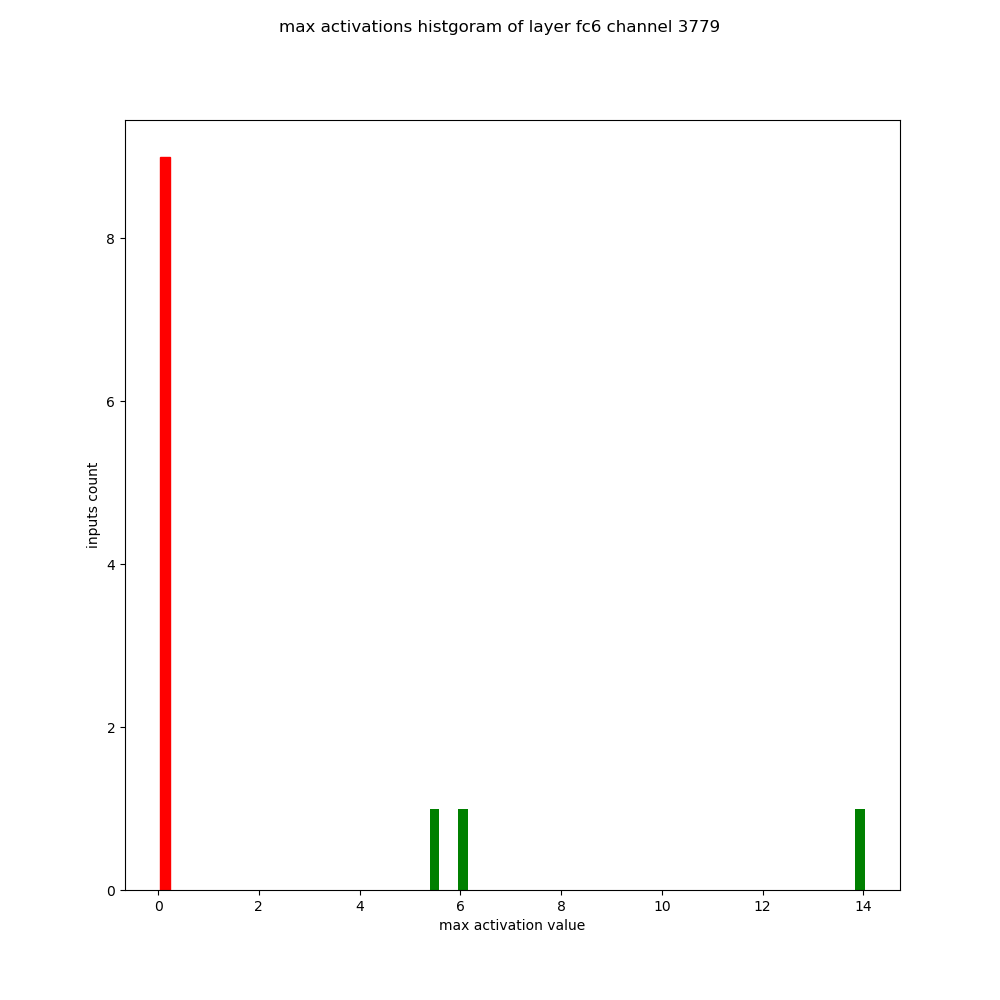 max activations histgoram of layer fc6 channel 3779
inputs count
8
6
4
2
0
0 2 4 6 8 10 12 14
max activation value